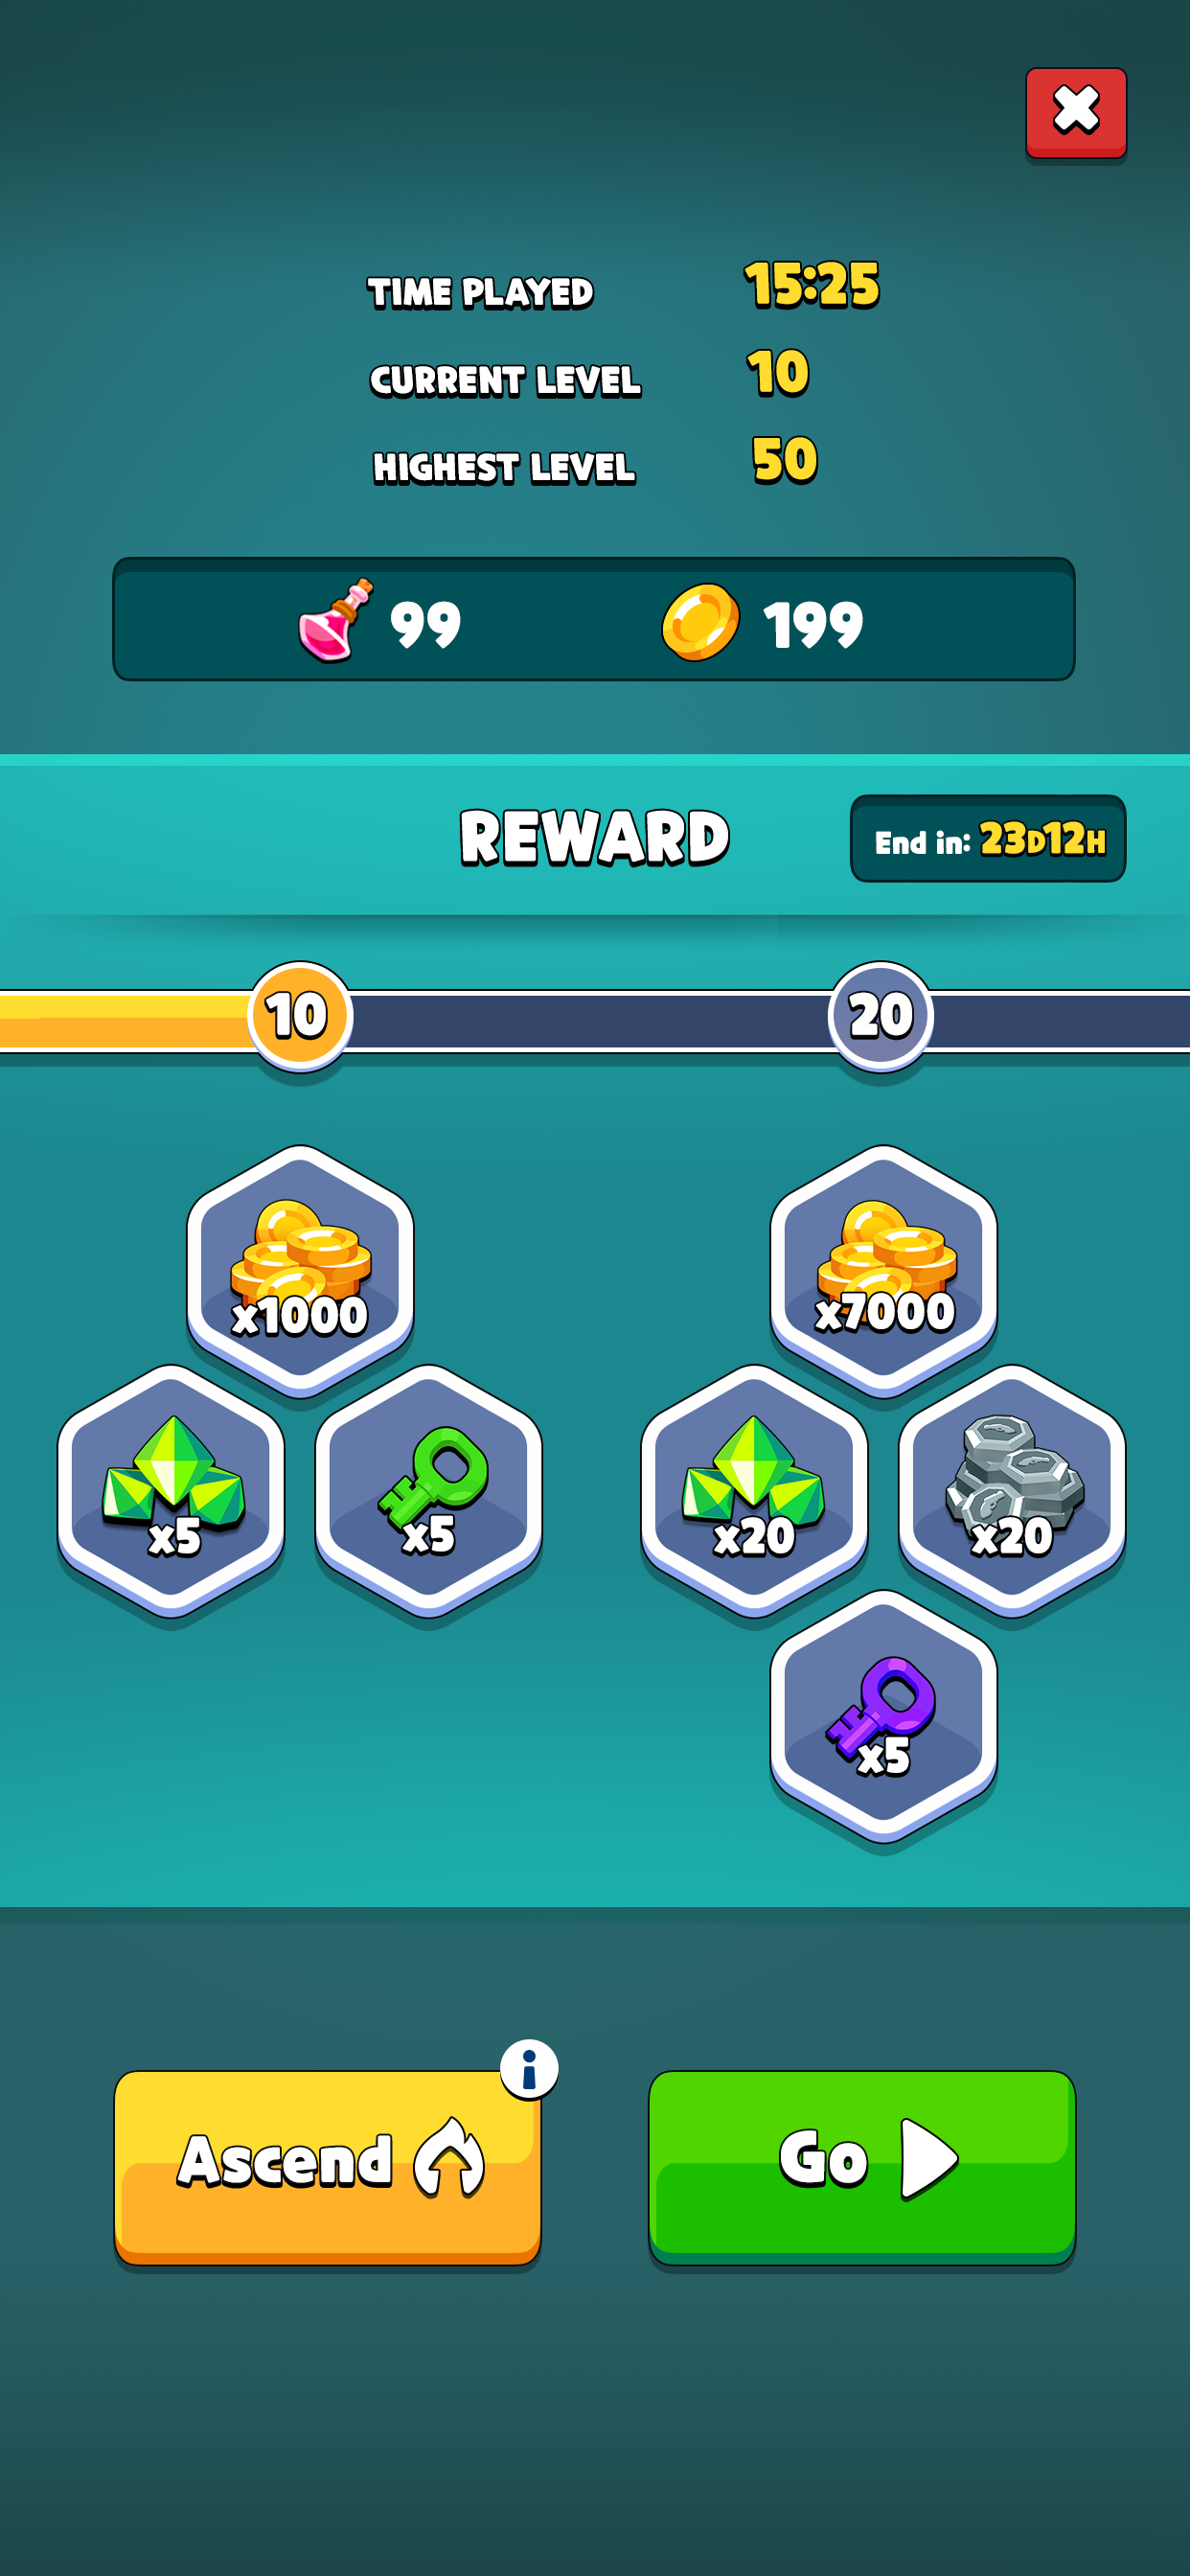 TIME PLAYED 15:25
CURRENT LEVEL 10
HIGHEST LEVEL 50
99 199
REWARD
End in: 23D12H
10 20
x1000 x7000
x5 x5 x20 x20
x5
Ascend Go